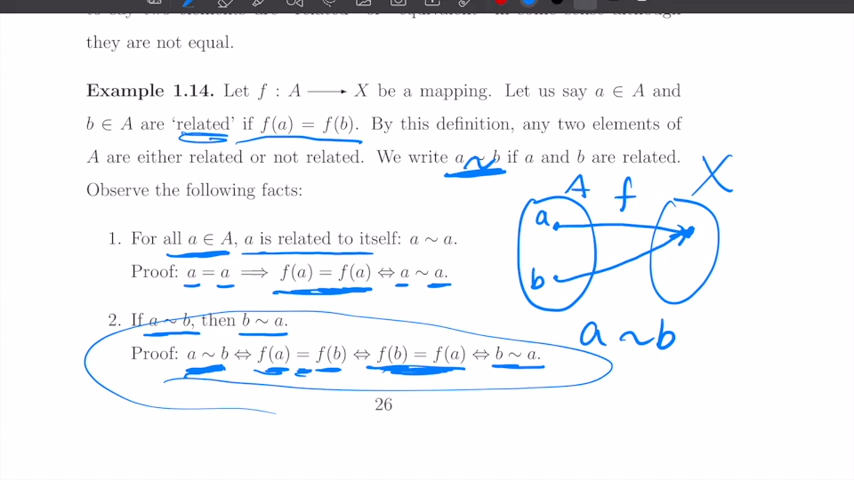 they are not equal.
Example 1.14. Let f : A ⟶ X be a mapping. Let us say a ∈ A and
b ∈ A are ‘related’ if f(a) = f(b). By this definition, any two elements of
A are either related or not related. We write a ~ b if a and b are related.
Observe the following facts:
A f X
a
b
a ~ b
1. For all a ∈ A, a is related to itself: a ∼ a.
Proof: a = a ⟹ f(a) = f(a) ⇔ a ∼ a.
2. If a ∼ b, then b ∼ a.
Proof: a ∼ b ⇔ f(a) = f(b) ⇔ f(b) = f(a) ⇔ b ∼ a.
26